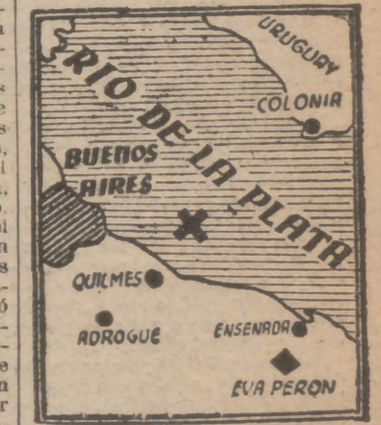 URUGUAY
RIO DE LA PLATA
COLONIA
BUENOS
AIRES
QUILMES
ADROGUE
ENSENADA
EVA PERON